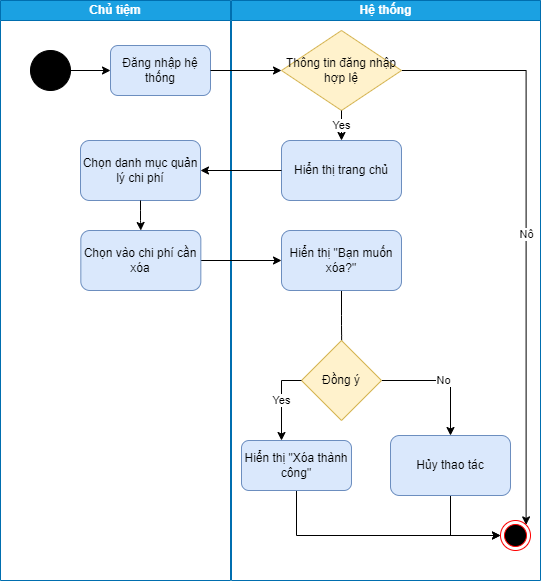 Chủ tiệm
Hệ thống
Đăng nhập hệ
thống
Thông tin đăng nhập
hợp lệ
Yes
Chọn danh mục quản
lý chi phí
Hiển thị trang chủ
Nô
Chọn vào chi phí cần
xóa
Hiển thị "Bạn muốn
xóa?"
Đồng ý
Yes
No
Hiển thị "Xóa thành
công"
Hủy thao tác